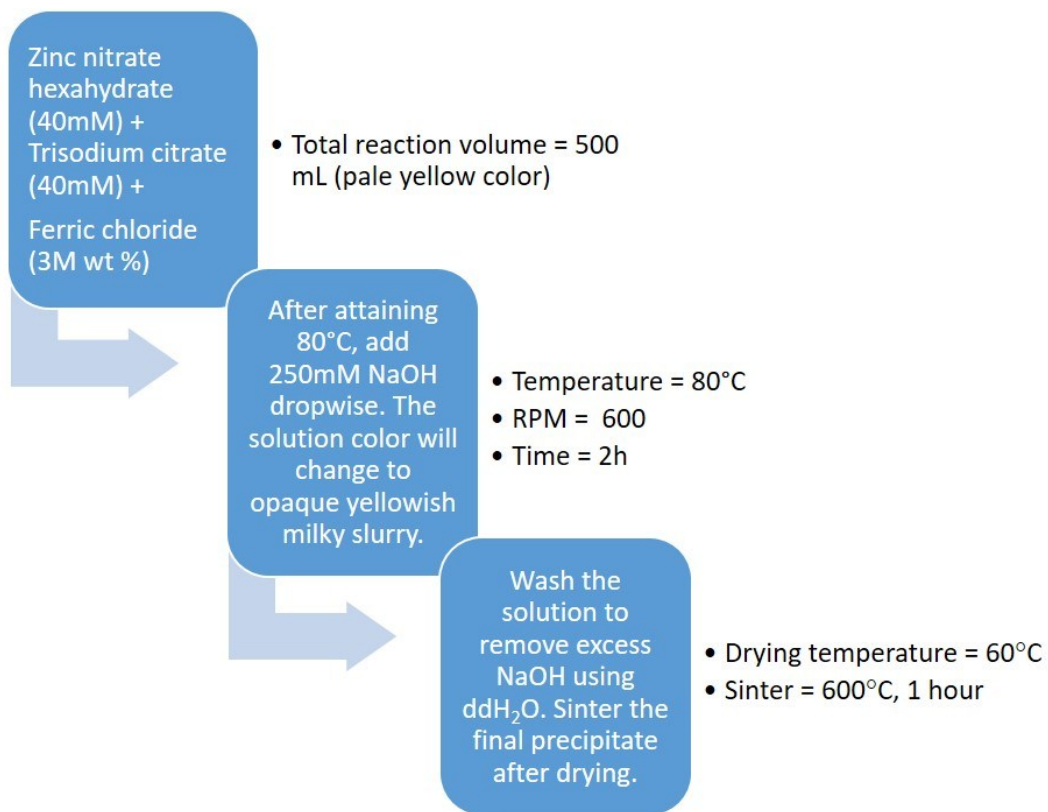 Zinc nitrate
hexahydrate
(40mM) +
Trisodium citrate
(40mM) +
Ferric chloride
(3M wt %)
• Total reaction volume = 500
mL (pale yellow color)
After attaining
80°C, add
250mM NaOH
dropwise. The
solution color will
change to
opaque yellowish
milky slurry.
• Temperature = 80°C
• RPM =  600
• Time = 2h
Wash the
solution to
remove excess
NaOH using
ddH₂O. Sinter the
final precipitate
after drying.
• Drying temperature = 60°C
• Sinter = 600°C, 1 hour